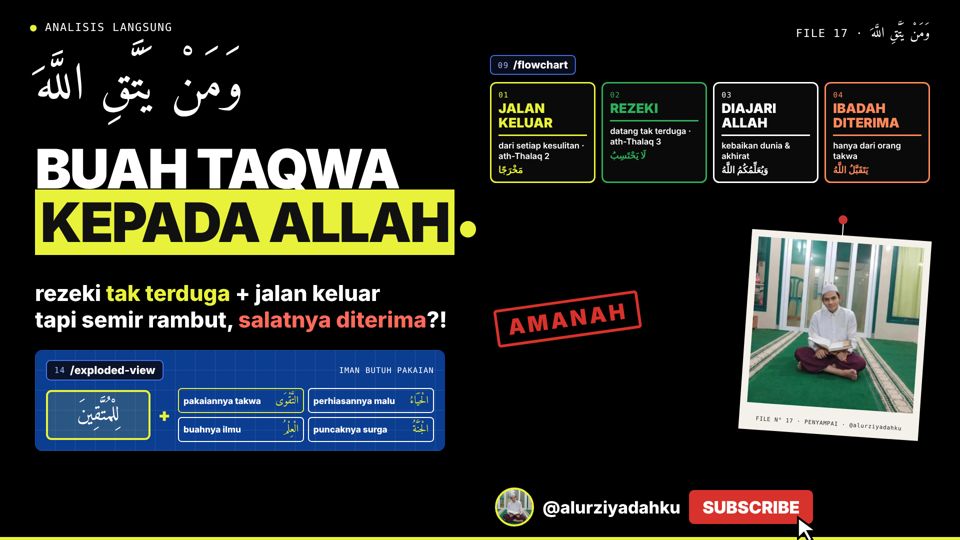 ANALISIS LANGSUNG
وَمَنْ يَتَّقِ اللَّهَ
BUAH TAQWA
KEPADA ALLAH
rezeki tak terduga + jalan keluar
tapi semir rambut, salatnya diterima?!
14 /exploded-view
IMAN BUTUH PAKAIAN
لِلْمُتَّقِينَ
+
pakaiannya takwa التَّقْوَى
perhiasannya malu الْحَيَاءُ
buahnya ilmu الْعِلْمُ
puncaknya surga الْجَنَّةُ
FILE 17 · وَمَنْ يَتَّقِ اللَّهَ
09 /flowchart
01
JALAN
KELUAR
dari setiap kesulitan ·
ath-Thalaq 2
مَخْرَجًا
02
REZEKI
datang tak terduga ·
ath-Thalaq 3
لَا يَحْتَسِبُ
03
DIAJARI
ALLAH
kebaikan dunia &
akhirat
وَيُعَلِّمُكُمُ اللَّهُ
04
IBADAH
DITERIMA
hanya dari orang
takwa
يَتَقَبَّلُ اللَّهُ
AMANAH
FILE N° 17 · PENYAMPAI · @alurziyadahku
@alurziyadahku
SUBSCRIBE